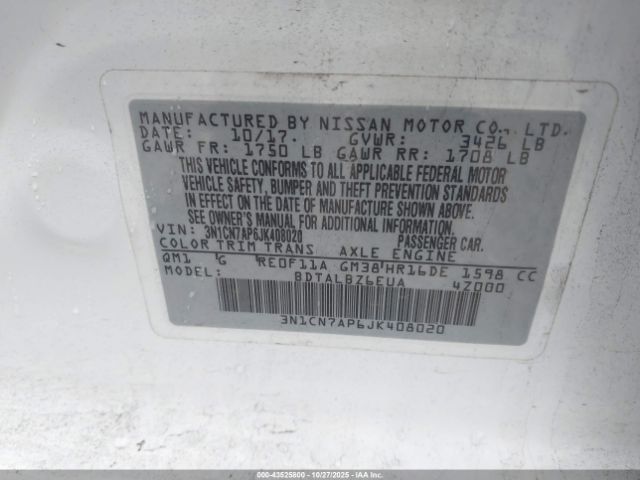 MANUFACTURED BY NISSAN MOTOR CO., LTD.
DATE: 10/17. GVWR: 3426 LB
GAWR FR: 1750 LB GAWR RR: 1708 LB
THIS VEHICLE CONFORMS TO ALL APPLICABLE FEDERAL MOTOR
VEHICLE SAFETY, BUMPER AND THEFT PREVENTION STANDARDS
IN EFFECT ON THE DATE OF MANUFACTURE SHOWN ABOVE.
SEE OWNER'S MANUAL FOR ADDITIONAL INFORMATION
VIN: 3N1CN7AP6JK408020 PASSENGER CAR.
COLOR TRIM TRANS AXLE ENGINE
QM1 G RE0F11A GM38 HR16DE 1598 CC
MODEL: BDTALBZ6EUA 4Z000
3N1CN7AP6JK408020
000-43525800 - 10/27/2025 - IAA Inc.